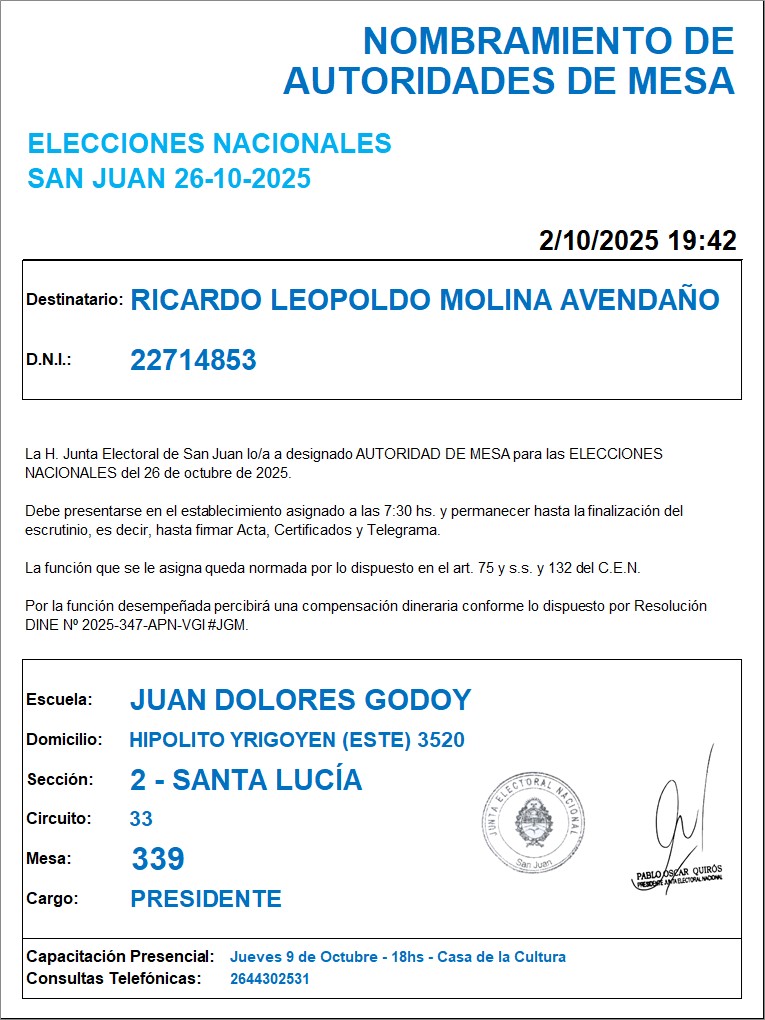 NOMBRAMIENTO DE
AUTORIDADES DE MESA
ELECCIONES NACIONALES
SAN JUAN 26-10-2025
2/10/2025 19:42
Destinatario: RICARDO LEOPOLDO MOLINA AVENDAÑO
D.N.I.: 22714853
La H. Junta Electoral de San Juan lo/a a designado AUTORIDAD DE MESA para las ELECCIONES
NACIONALES del 26 de octubre de 2025.
Debe presentarse en el establecimiento asignado a las 7:30 hs. y permanecer hasta la finalización del
escrutinio, es decir, hasta firmar Acta, Certificados y Telegrama.
La función que se le asigna queda normada por lo dispuesto en el art. 75 y s.s. y 132 del C.E.N.
Por la función desempeñada percibirá una compensación dineraria conforme lo dispuesto por Resolución
DINE Nº 2025-347-APN-VGI#JGM.
Escuela: JUAN DOLORES GODOY
Domicilio: HIPOLITO YRIGOYEN (ESTE) 3520
Sección: 2 - SANTA LUCÍA
Circuito: 33
Mesa: 339
Cargo: PRESIDENTE
JUNTA ELECTORAL NACIONAL
San Juan
PABLO OSCAR QUIRÓS
PRESIDENTE JUNTA ELECTORAL NACIONAL
Capacitación Presencial: Jueves 9 de Octubre - 18hs - Casa de la Cultura
Consultas Telefónicas: 2644302531